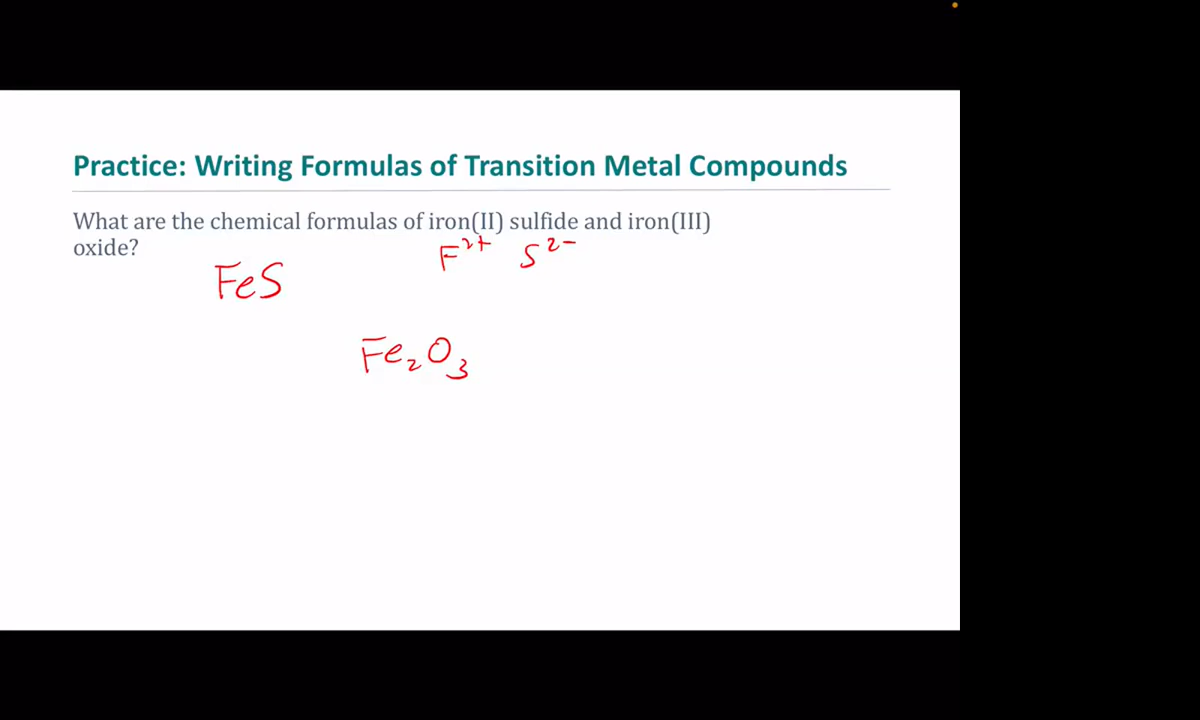 Practice: Writing Formulas of Transition Metal Compounds
What are the chemical formulas of iron(II) sulfide and iron(III)
oxide?
F²⁺ S²⁻
FeS
Fe₂O₃